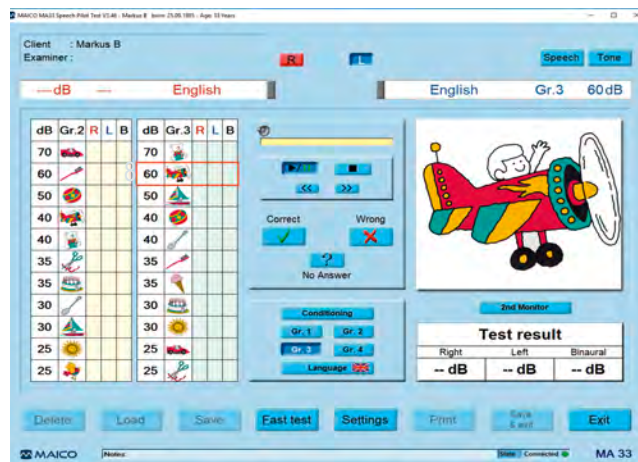 MAICO MA33 Speech Pilot Test V3.46 - Markus B born: 25.09.1985 - Age: 33 Years
Client : Markus B
Examiner :
R L
Speech Tone
---dB --- English
English Gr.3 60 dB
dB Gr.2 R L B dB Gr.3 R L B
70 70
60 60
50 50
40 40
40 40
35 35
35 35
30 30
30 30
25 25
25 25
Correct Wrong
?
No Answer
Conditioning
Gr. 1 Gr. 2
Gr. 3 Gr. 4
Language
2nd Monitor
Test result
Right Left Binaural
-- dB -- dB -- dB
Delete Load Save Fast test Settings Print Save & exit Exit
MAICO Notes: State Connected MA 33